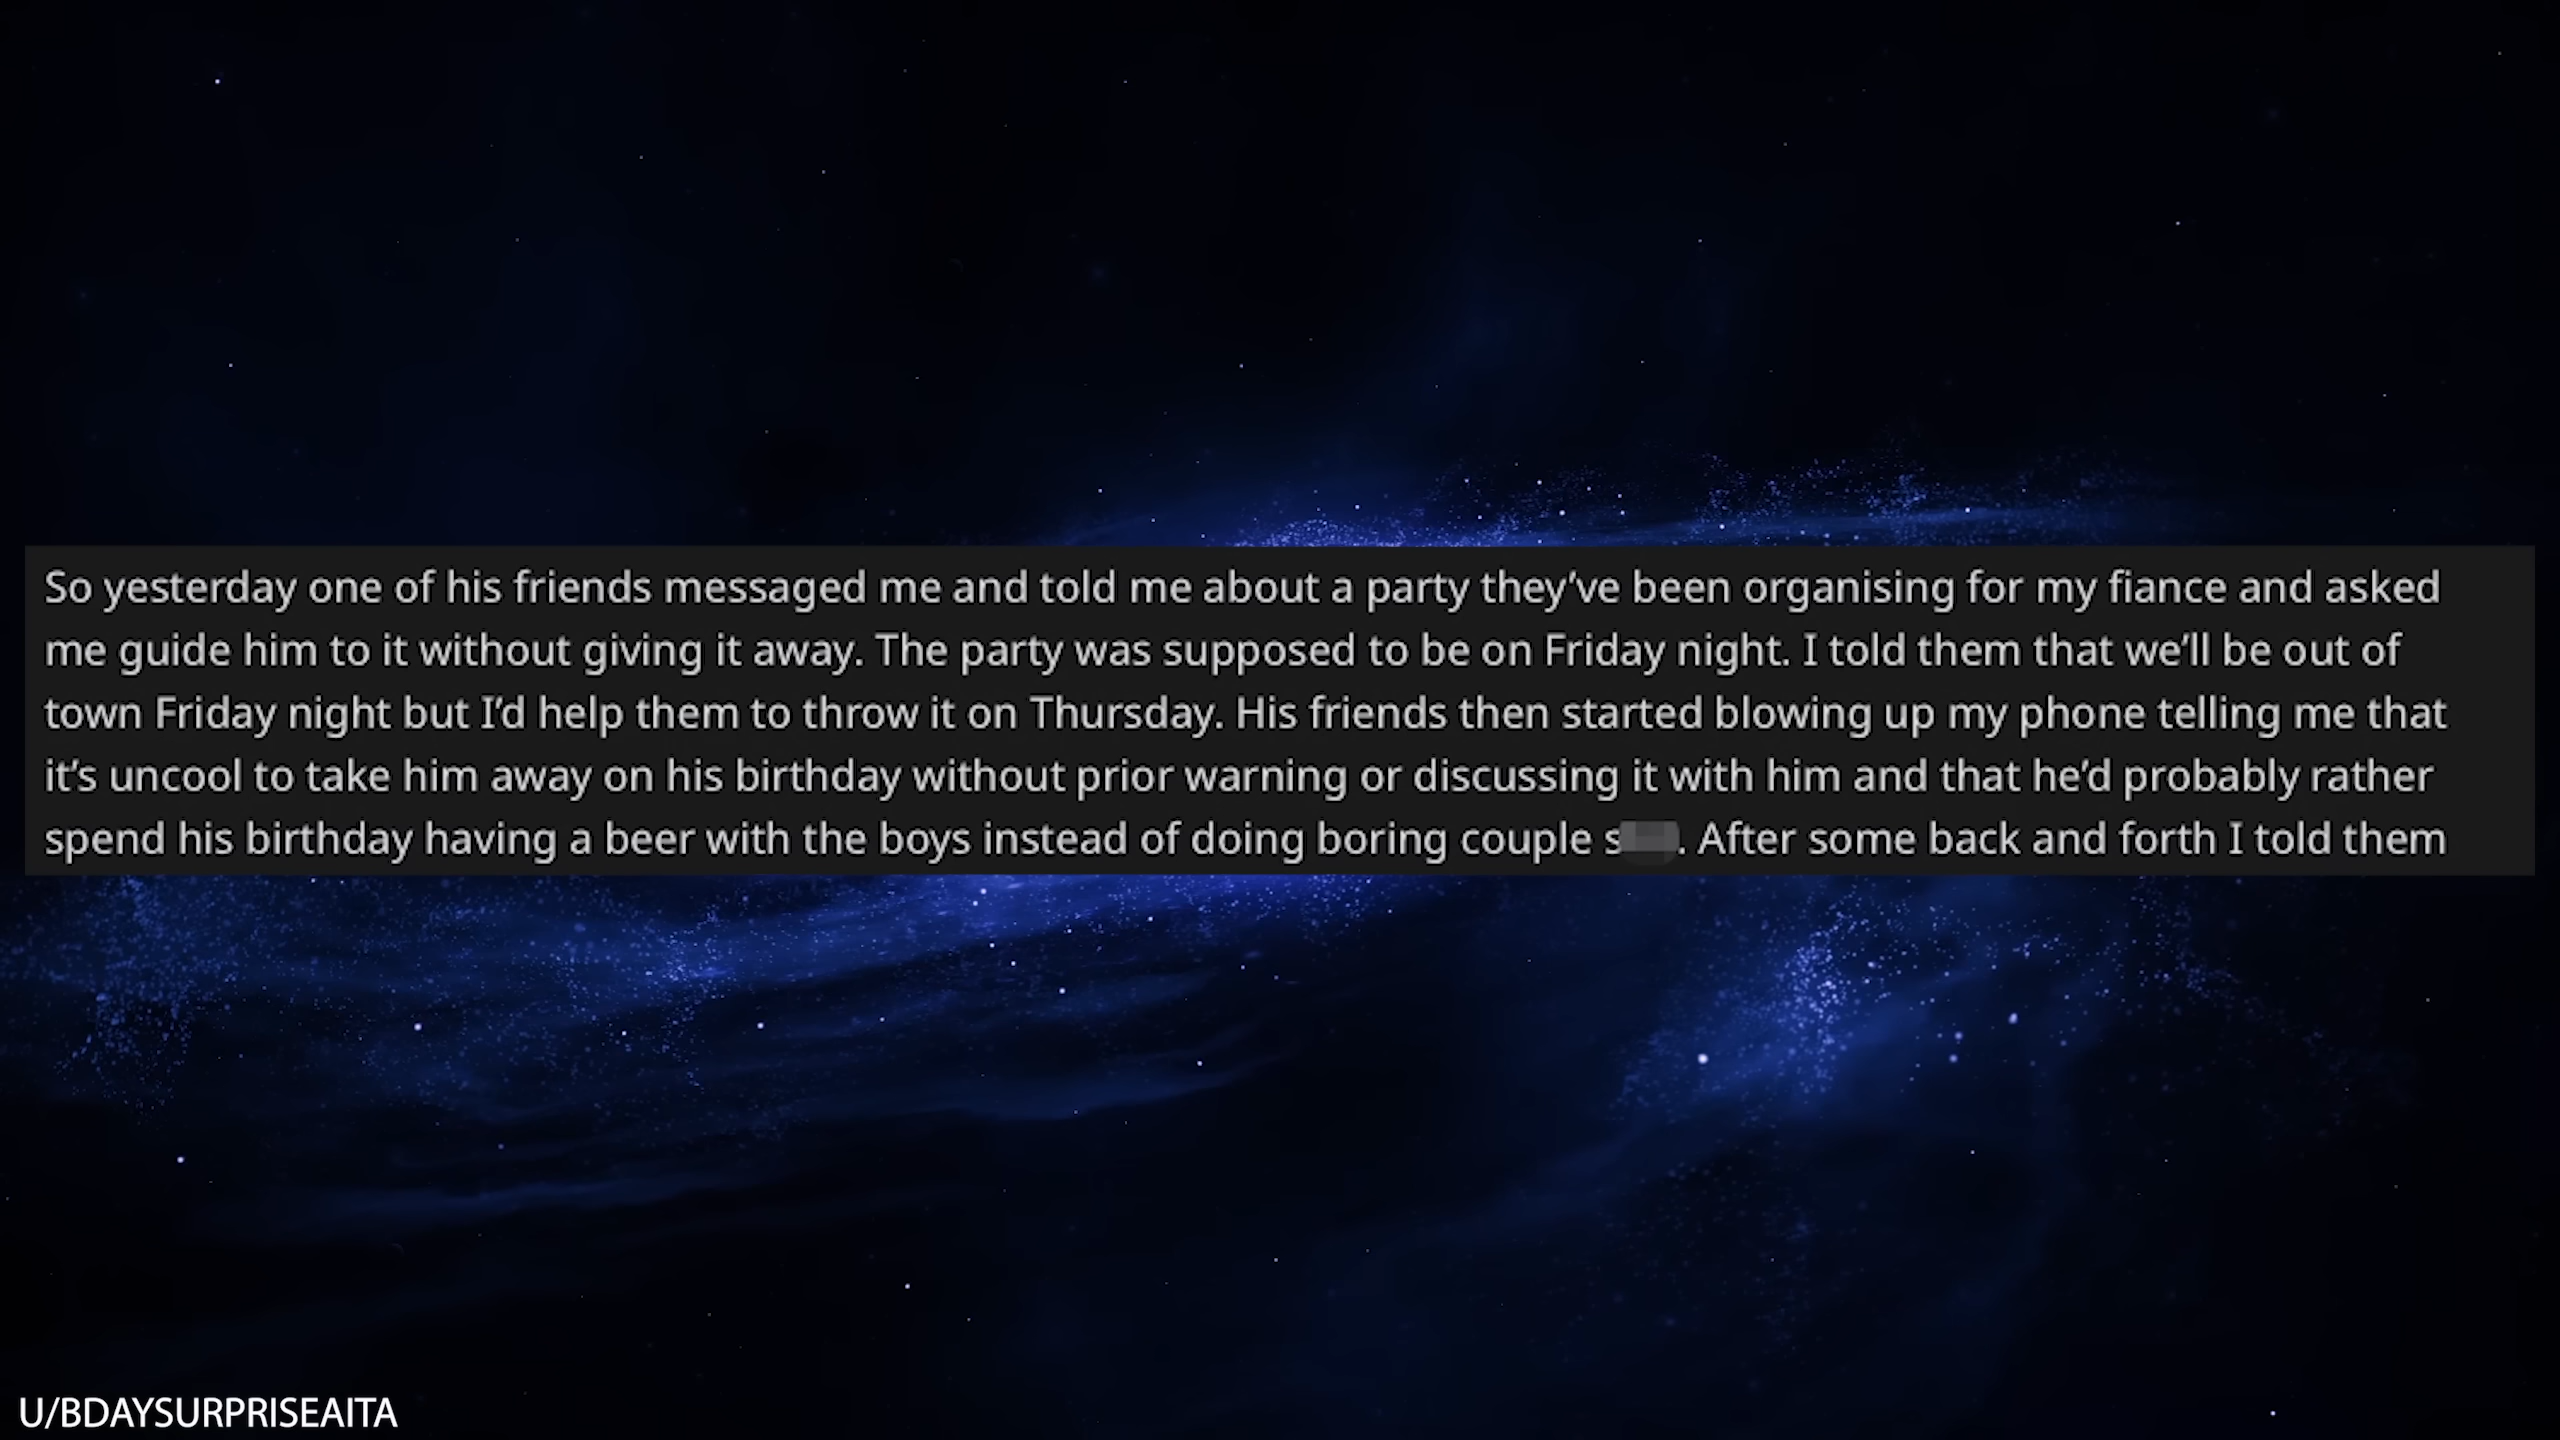 So yesterday one of his friends messaged me and told me about a party they’ve been organising for my fiance and asked
me guide him to it without giving it away. The party was supposed to be on Friday night. I told them that we’ll be out of
town Friday night but I’d help them to throw it on Thursday. His friends then started blowing up my phone telling me that
it’s uncool to take him away on his birthday without prior warning or discussing it with him and that he’d probably rather
spend his birthday having a beer with the boys instead of doing boring couple s . After some back and forth I told them
U/BDAYSURPRISEAITA